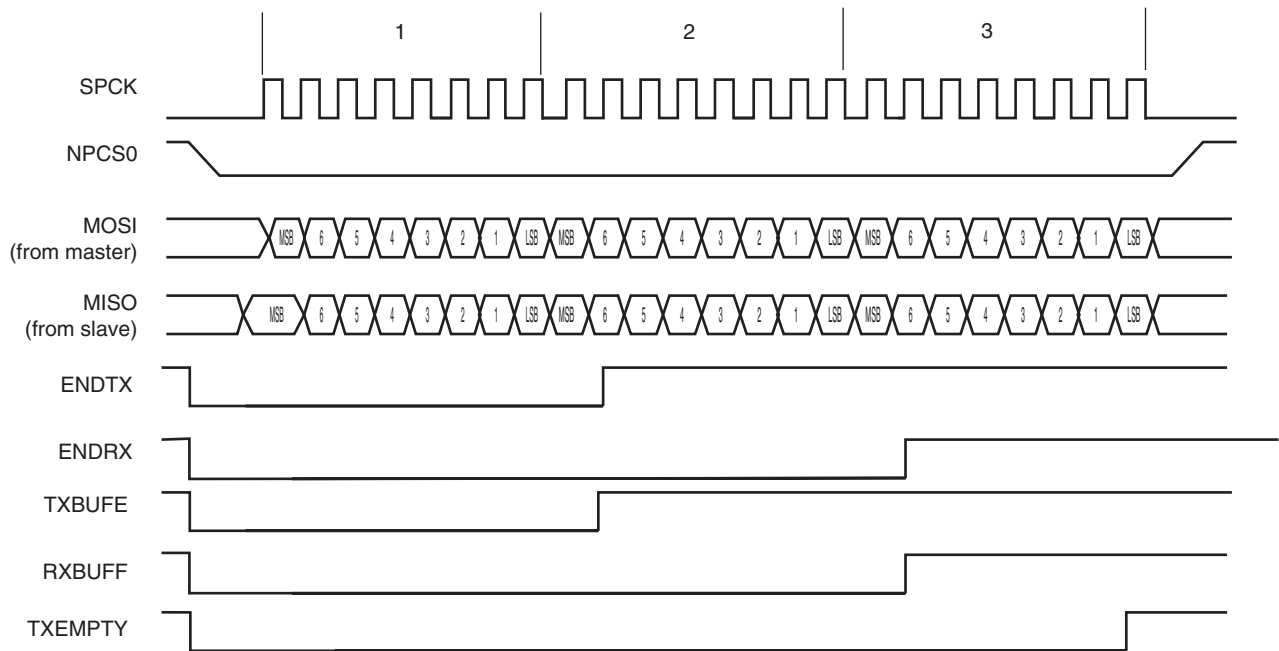 1 2 3
SPCK
NPCS0
MOSI
(from master)
MSB 6 5 4 3 2 1 LSB MSB 6 5 4 3 2 1 LSB MSB 6 5 4 3 2 1 LSB
MISO
(from slave)
MSB 6 5 4 3 2 1 LSB MSB 6 5 4 3 2 1 LSB MSB 6 5 4 3 2 1 LSB
ENDTX
ENDRX
TXBUFE
RXBUFF
TXEMPTY